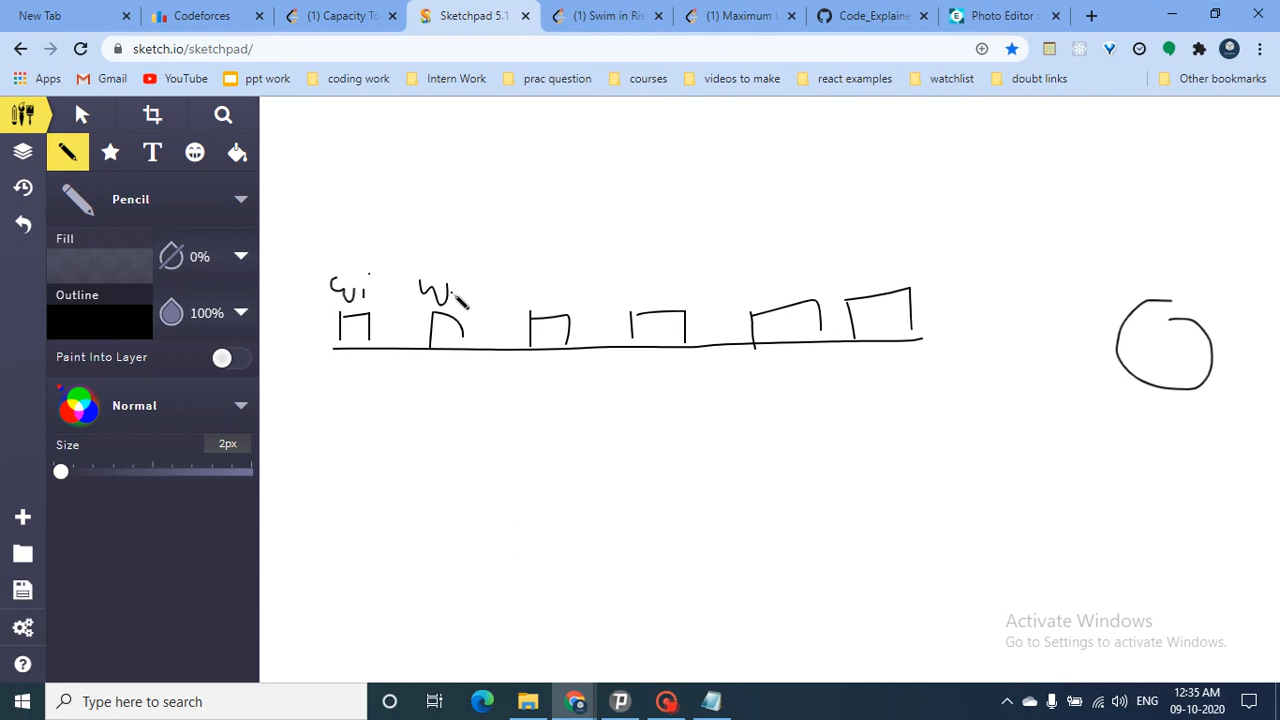 New Tab
Codeforces
(1) Capacity To
Sketchpad 5.1
(1) Swim in Ris
(1) Maximum L
Code_Explaine
Photo Editor :
sketch.io/sketchpad/
Apps
Gmail
YouTube
ppt work
coding work
Intern Work
prac question
courses
videos to make
react examples
watchlist
doubt links
Other bookmarks
T
Pencil
Fill
0%
Outline
100%
Paint Into Layer
Normal
Size
2px
wi W
Activate Windows
Go to Settings to activate Windows.
Type here to search
ENG
12:35 AM
09-10-2020